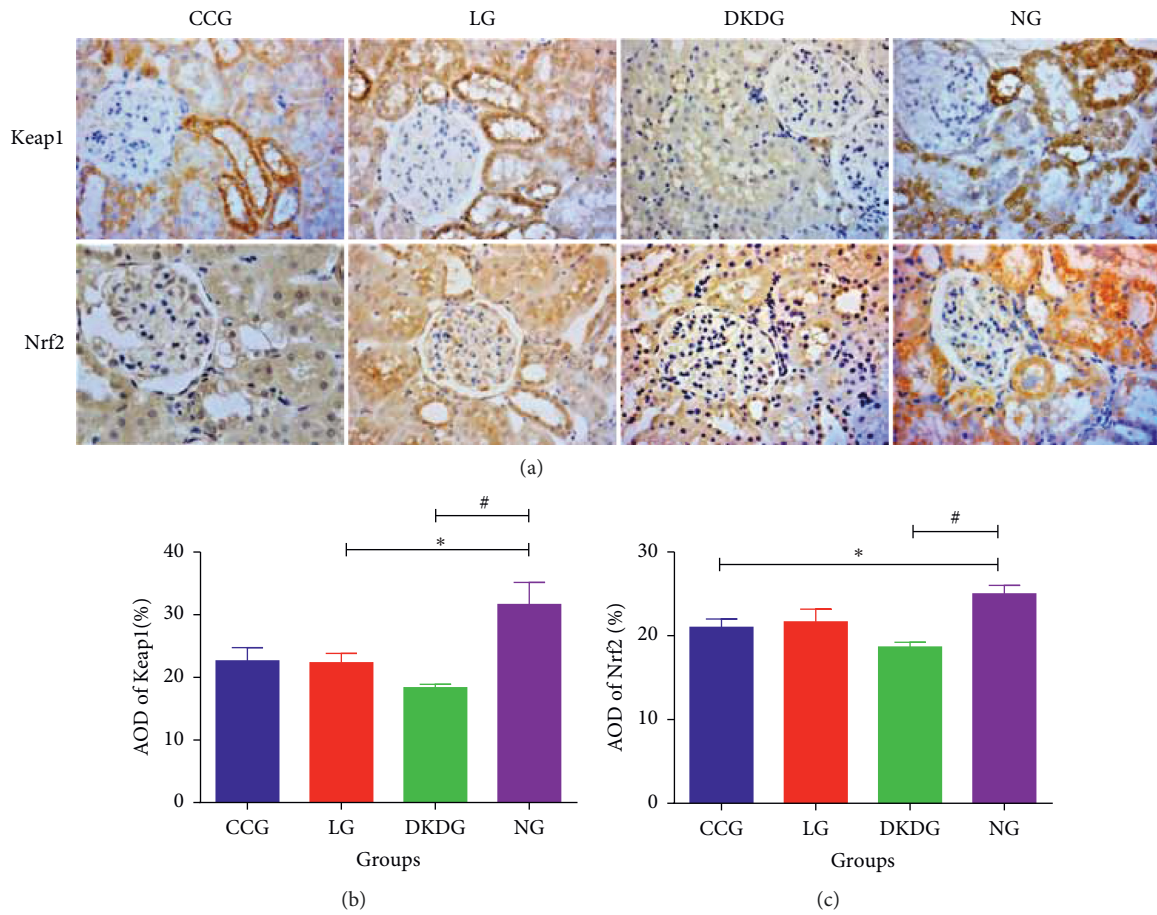 CCG LG DKDG NG
Keap1
Nrf2
(a)
#
*
40
30
20
10
0
AOD of Keap1(%)
CCG LG DKDG NG
Groups
(b)
#
*
30
20
10
0
AOD of Nrf2 (%)
CCG LG DKDG NG
Groups
(c)